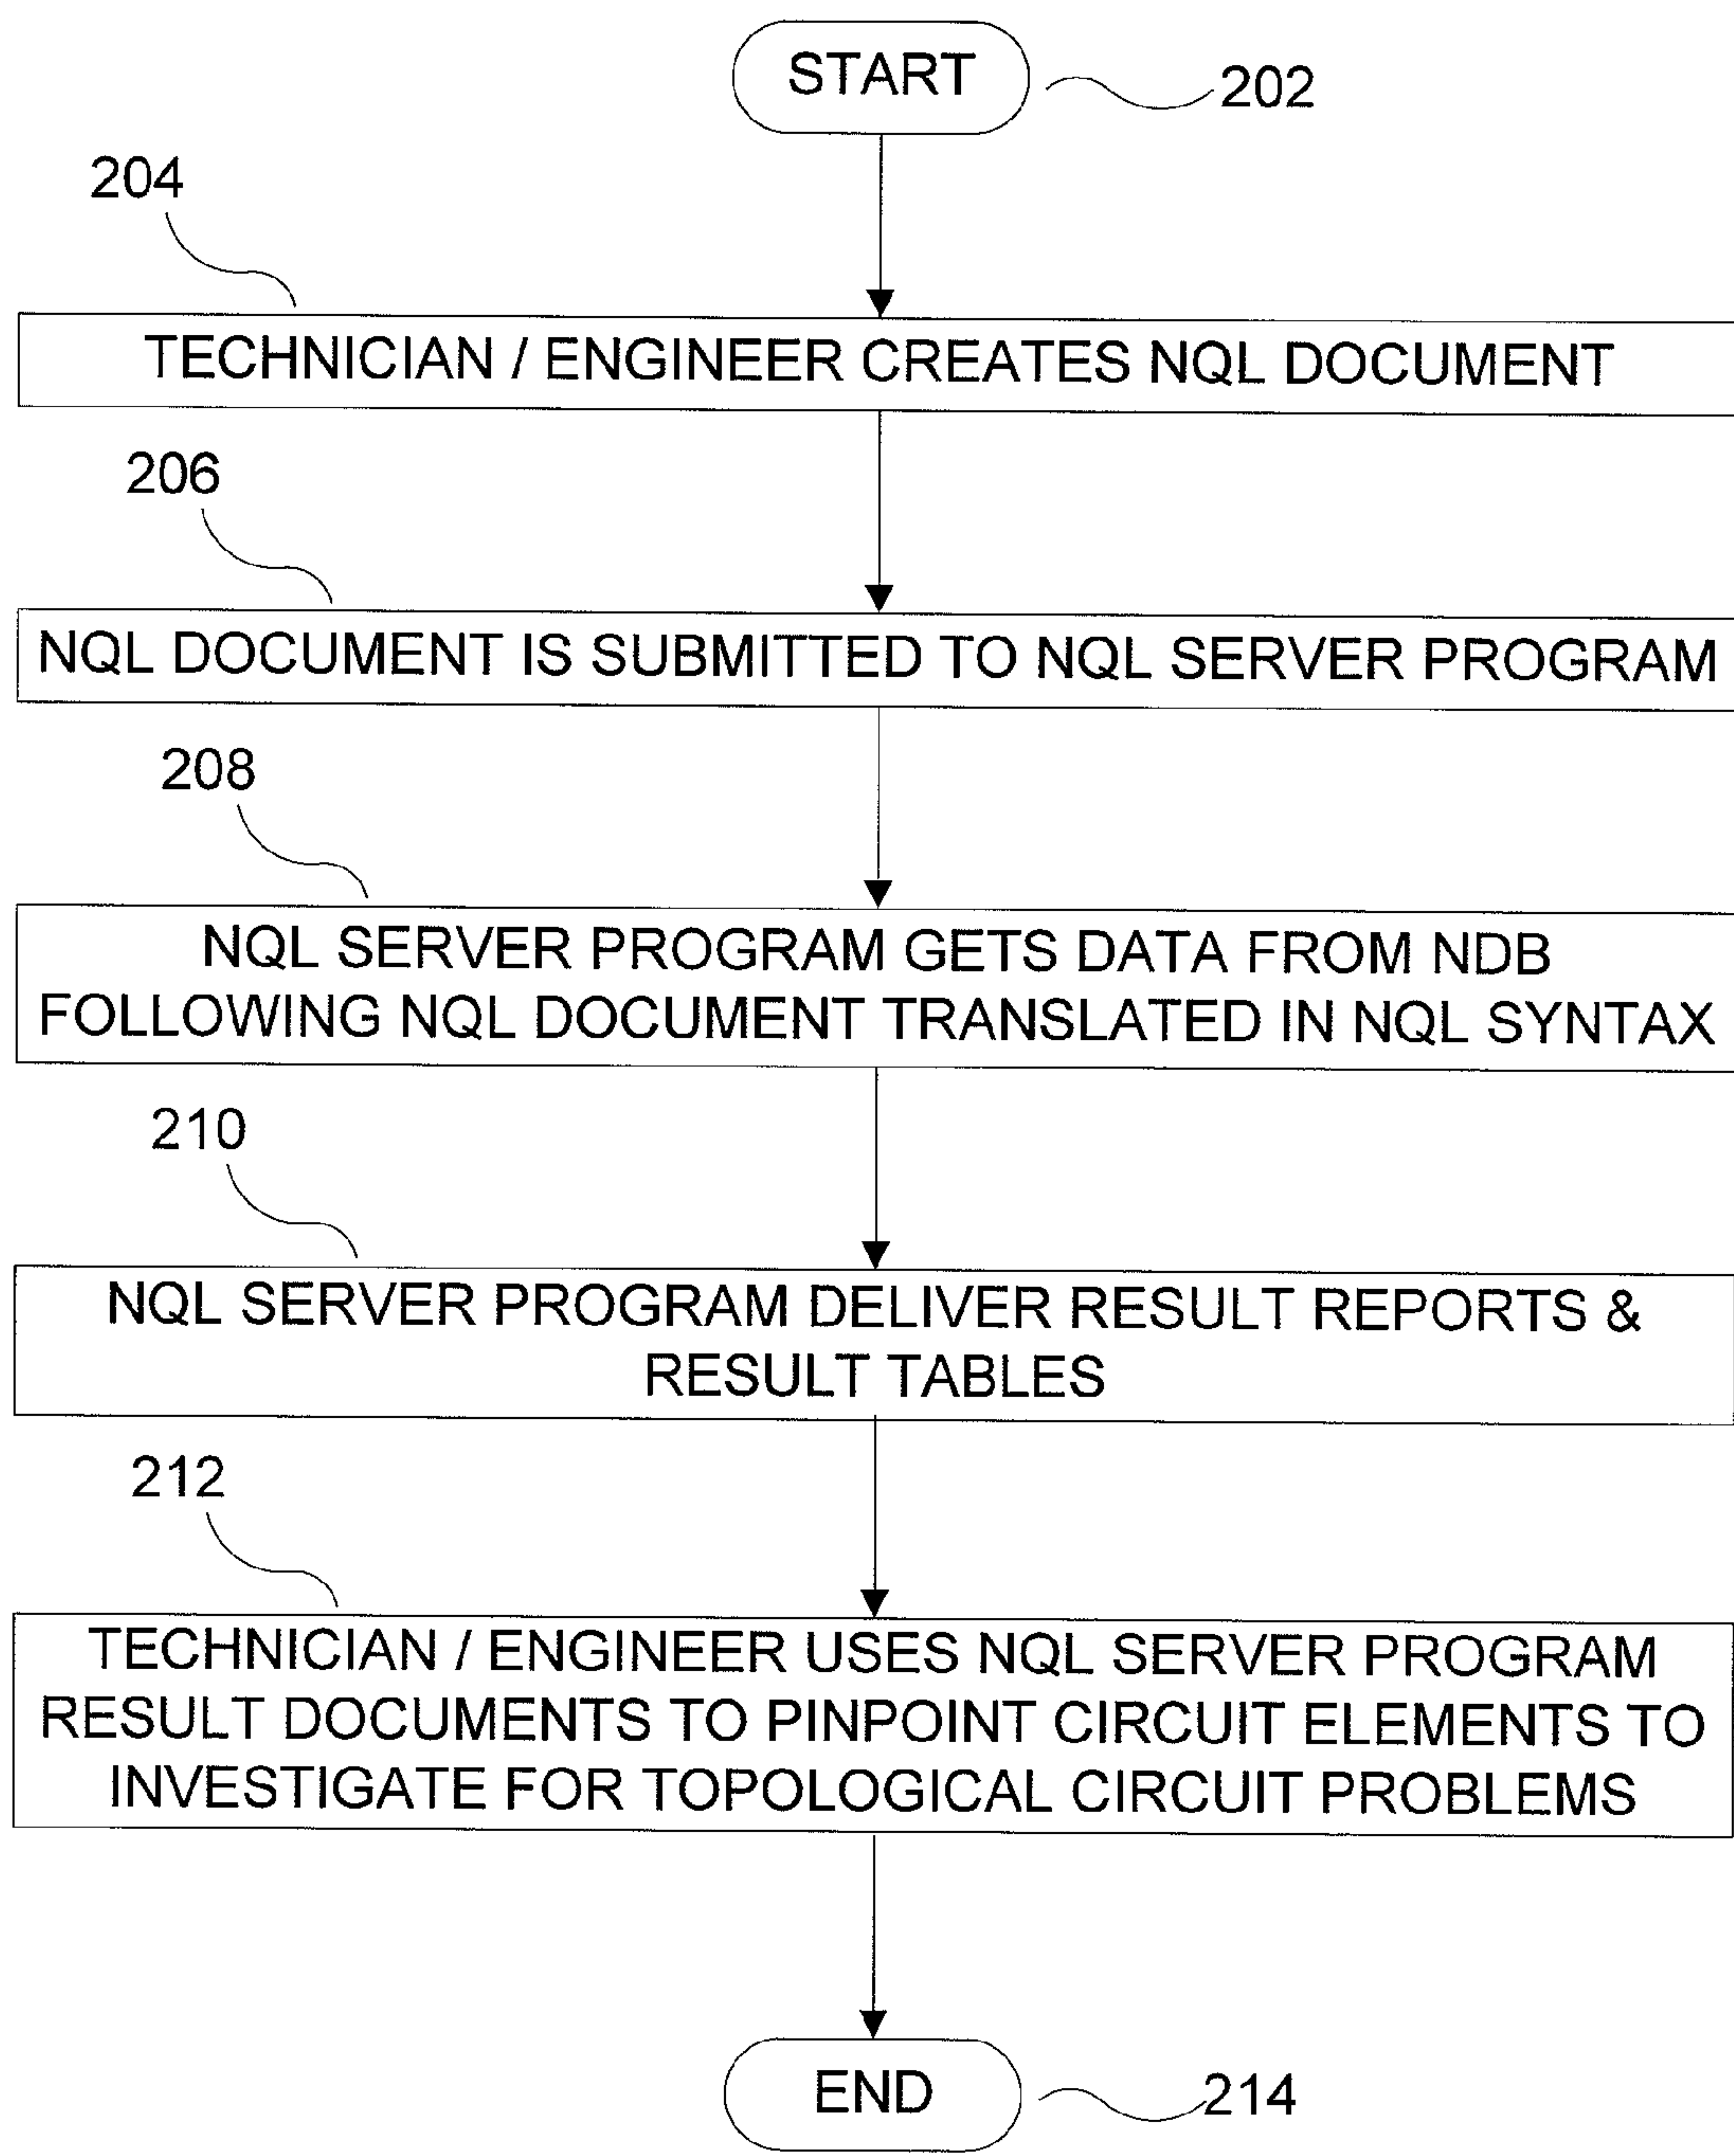 START
202
204
TECHNICIAN / ENGINEER CREATES NQL DOCUMENT
206
NQL DOCUMENT IS SUBMITTED TO NQL SERVER PROGRAM
208
NQL SERVER PROGRAM GETS DATA FROM NDB
FOLLOWING NQL DOCUMENT TRANSLATED IN NQL SYNTAX
210
NQL SERVER PROGRAM DELIVER RESULT REPORTS &
RESULT TABLES
212
TECHNICIAN / ENGINEER USES NQL SERVER PROGRAM
RESULT DOCUMENTS TO PINPOINT CIRCUIT ELEMENTS TO
INVESTIGATE FOR TOPOLOGICAL CIRCUIT PROBLEMS
END
214